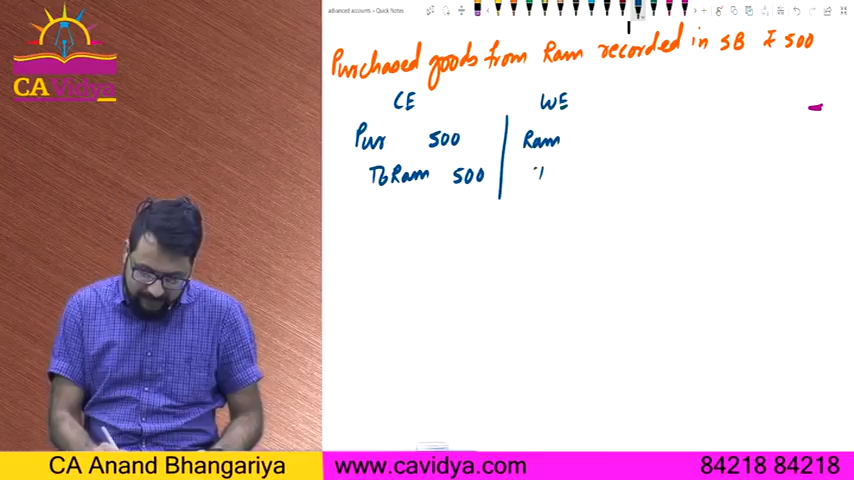 advanced accounts – Quick Notes
CA Vidya
Purchased goods from Ram recorded in SB ₹ 500
CE WE
Pur 500 Ram
To Ram 500
CA Anand Bhangariya www.cavidya.com 84218 84218